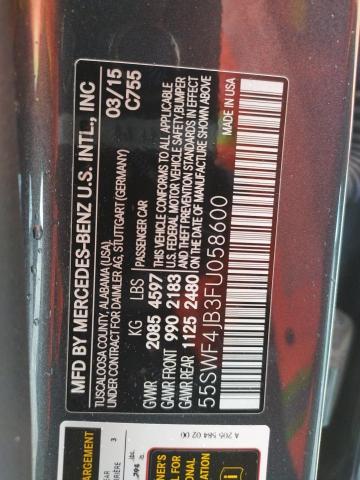 MFD BY MERCEDES-BENZ U.S. INTL., INC
TUSCALOOSA COUNTY, ALABAMA (USA),
UNDER CONTRACT FOR DAIMLER AG, STUTTGART (GERMANY)
03/15
C755
KG LBS
PASSENGER CAR
GVWR 2085 4597
GAWR FRONT 990 2183
GAWR REAR 1125 2480
THIS VEHICLE CONFORMS TO ALL APPLICABLE
U.S. FEDERAL MOTOR VEHICLE SAFETY,BUMPER
AND THEFT PREVENTION STANDARDS IN EFFECT
ON THE DATE OF MANUFACTURE SHOWN ABOVE
55SWF4JB3FU058600
MADE IN USA
A 205 584 02 00